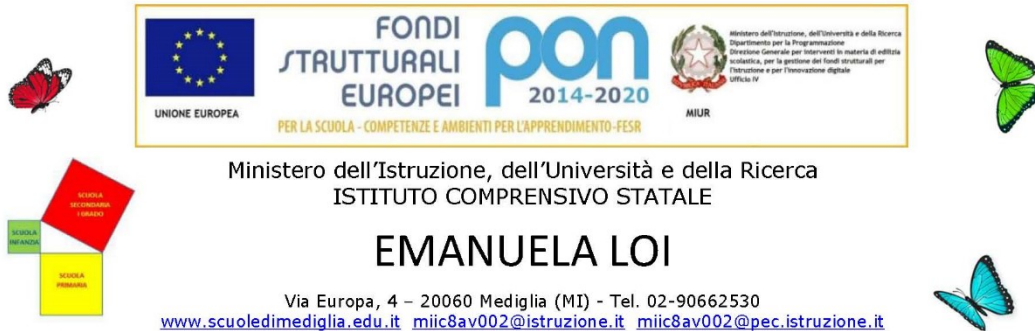 UNIONE EUROPEA
FONDI
STRUTTURALI
EUROPEI
pon
2014-2020
PER LA SCUOLA - COMPETENZE E AMBIENTI PER L'APPRENDIMENTO-FESR
MIUR
Ministero dell'Istruzione, dell'Università e della Ricerca
Dipartimento per la Programmazione
Direzione Generale per interventi in materia di edilizia
scolastica, per la gestione dei fondi strutturali per
l'istruzione e per l'innovazione digitale
Ufficio IV
Ministero dell'Istruzione, dell'Università e della Ricerca
ISTITUTO COMPRENSIVO STATALE
SCUOLA
SECONDARIA
I GRADO
SCUOLA
INFANZIA
SCUOLA
PRIMARIA
EMANUELA LOI
Via Europa, 4 – 20060 Mediglia (MI) - Tel. 02-90662530
www.scuoledimediglia.edu.it miic8av002@istruzione.it miic8av002@pec.istruzione.it